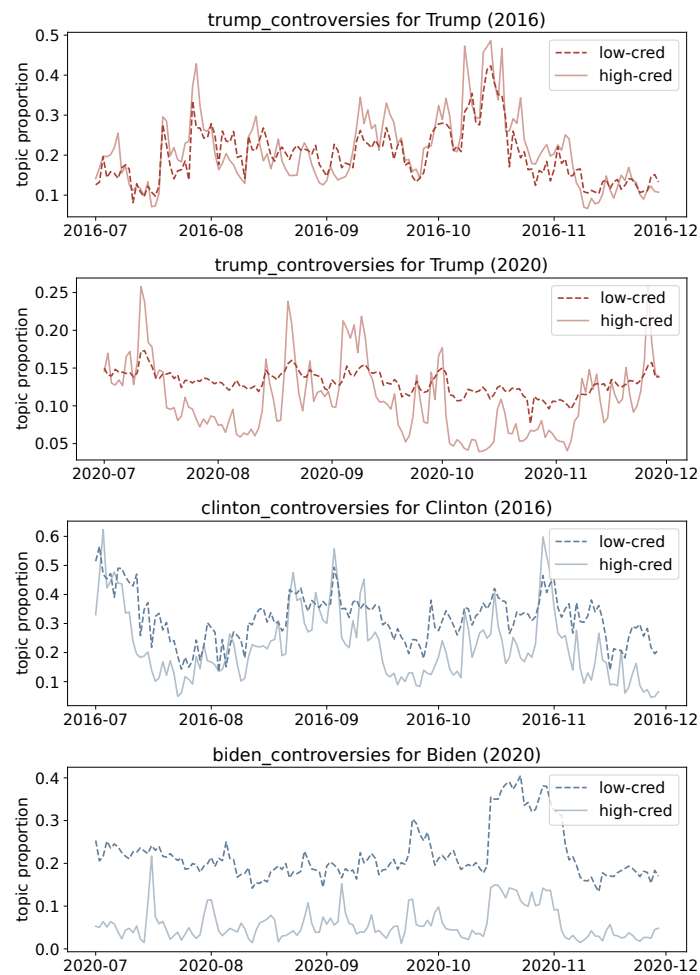 trump_controversies for Trump (2016)
topic proportion
0.5
0.4
0.3
0.2
0.1
low-cred
high-cred
2016-07 2016-08 2016-09 2016-10 2016-11 2016-12
trump_controversies for Trump (2020)
topic proportion
0.25
0.20
0.15
0.10
0.05
low-cred
high-cred
2020-07 2020-08 2020-09 2020-10 2020-11 2020-12
clinton_controversies for Clinton (2016)
topic proportion
0.6
0.5
0.4
0.3
0.2
0.1
low-cred
high-cred
2016-07 2016-08 2016-09 2016-10 2016-11 2016-12
biden_controversies for Biden (2020)
topic proportion
0.4
0.3
0.2
0.1
0.0
low-cred
high-cred
2020-07 2020-08 2020-09 2020-10 2020-11 2020-12